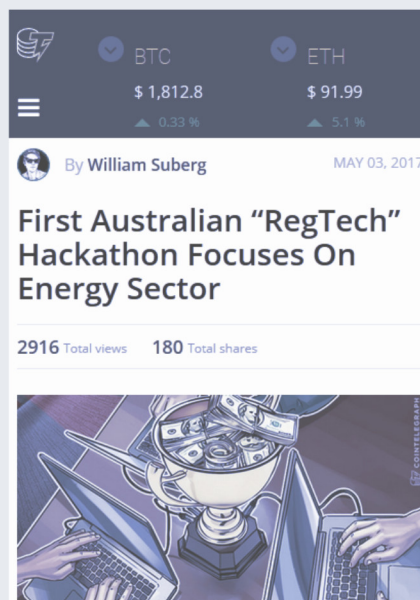 BTC
ETH
$ 1,812.8
$ 91.99
0.33 %
5.1 %
By William Suberg
MAY 03, 2017
First Australian “RegTech”
Hackathon Focuses On
Energy Sector
2916 Total views
180 Total shares
COINTELEGRAPH